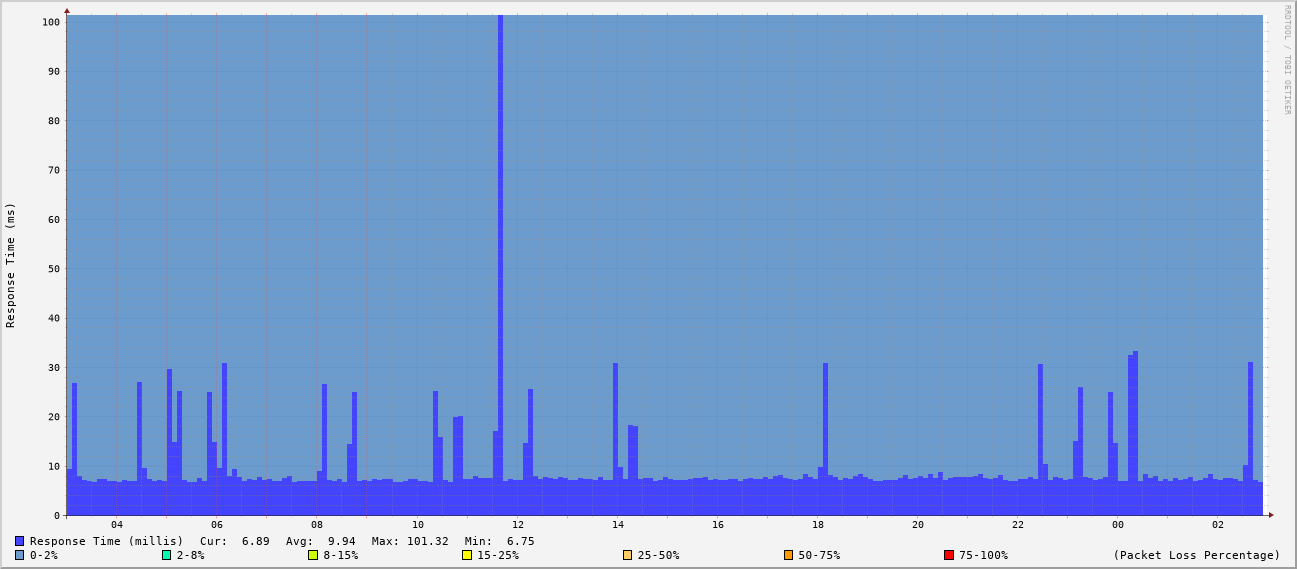 RRDTOOL / TOBI OETIKER
Response Time (ms)
100
90
80
70
60
50
40
30
20
10
0
04 06 08 10 12 14 16 18 20 22 00 02
Response Time (millis) Cur: 6.89 Avg: 9.94 Max: 101.32 Min: 6.75
0-2% 2-8% 8-15% 15-25% 25-50% 50-75% 75-100% (Packet Loss Percentage)